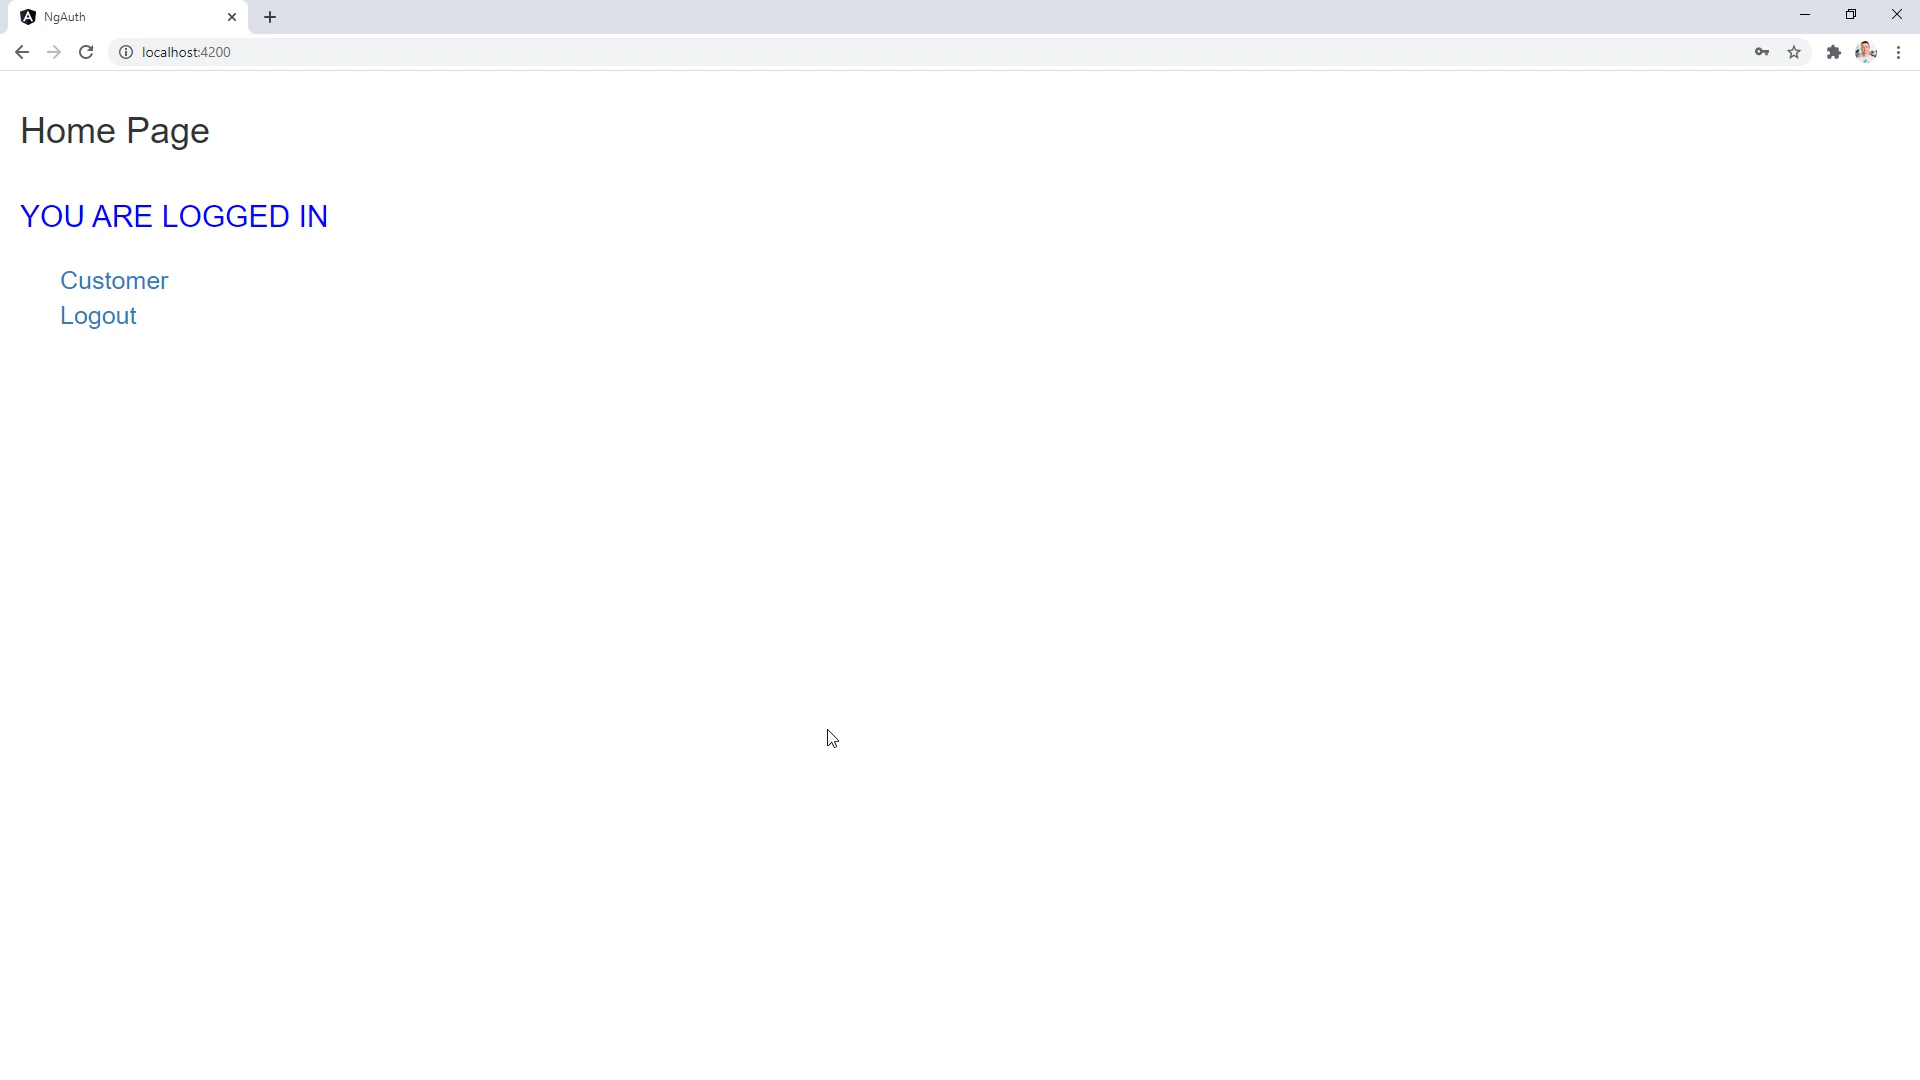 NgAuth
localhost:4200
Home Page
YOU ARE LOGGED IN
Customer
Logout